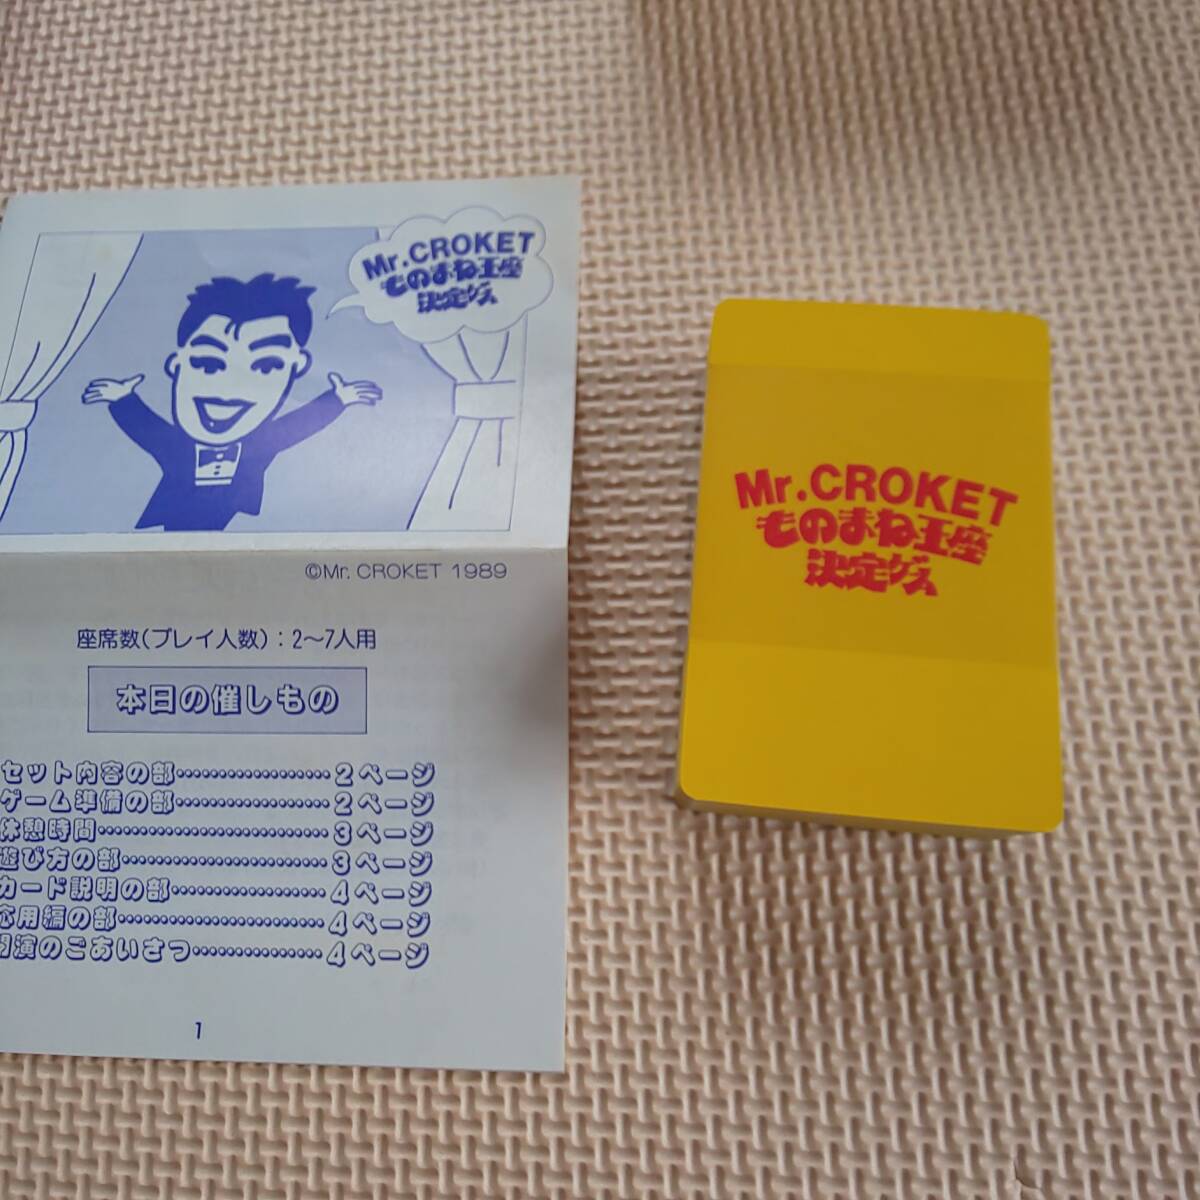 Mr.CROKET
ものまね王座
決定ゲーム
©Mr. CROKET 1989
座席数(プレイ人数):2〜7人用
本日の催しもの
セット内容の部…………………2ページ
ゲーム準備の部…………………2ページ
休憩時間…………………………3ページ
遊び方の部………………………3ページ
カード説明の部…………………4ページ
応用編の部………………………4ページ
閉演のごあいさつ………………4ページ
1
Mr.CROKET
ものまね王座
決定ゲーム